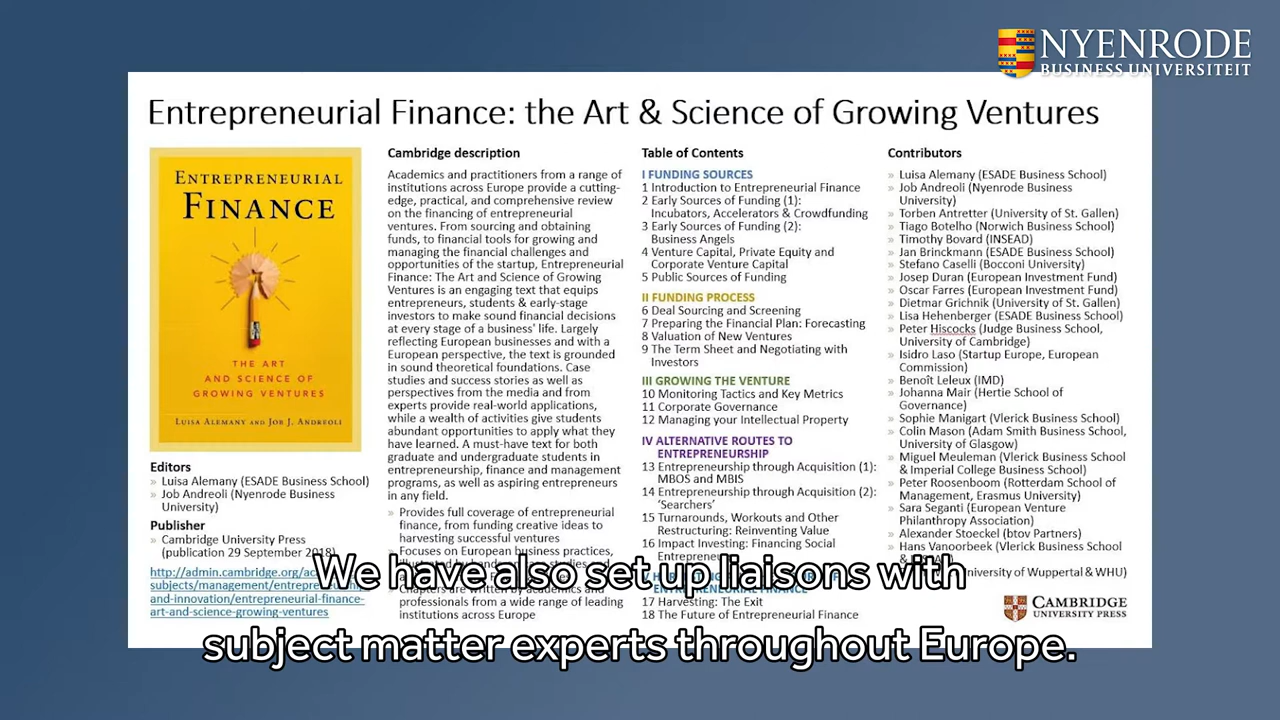 NYENRODE
BUSINESS UNIVERSITEIT
Entrepreneurial Finance: the Art & Science of Growing Ventures
ENTREPRENEURIAL
FINANCE
THE ART
AND SCIENCE OF
GROWING VENTURES
LUISA ALEMANY AND JOB J. ANDREOLI
Editors
» Luisa Alemany (ESADE Business School)
» Job Andreoli (Nyenrode Business
University)
Publisher
» Cambridge University Press
(publication 29 September 2018)
http://admin.cambridge.org/ac
subjects/management/entrepre
and-innovation/entrepreneurial-finance-
art-and-science-growing-ventures
Cambridge description
Academics and practitioners from a range of
institutions across Europe provide a cutting-
edge, practical, and comprehensive review
on the financing of entrepreneurial
ventures. From sourcing and obtaining
funds, to financial tools for growing and
managing the financial challenges and
opportunities of the startup, Entrepreneurial
Finance: The Art and Science of Growing
Ventures is an engaging text that equips
entrepreneurs, students & early-stage
investors to make sound financial decisions
at every stage of a business' life. Largely
reflecting European businesses and with a
European perspective, the text is grounded
in sound theoretical foundations. Case
studies and success stories as well as
perspectives from the media and from
experts provide real-world applications,
while a wealth of activities give students
abundant opportunities to apply what they
have learned. A must-have text for both
graduate and undergraduate students in
entrepreneurship, finance and management
programs, as well as aspiring entrepreneurs
in any field.
» Provides full coverage of entrepreneurial
finance, from funding creative ideas to
harvesting successful ventures
» Focuses on European business practices,
» Chapters are written by academics and
professionals from a wide range of leading
institutions across Europe
Table of Contents
I FUNDING SOURCES
1 Introduction to Entrepreneurial Finance
2 Early Sources of Funding (1):
Incubators, Accelerators & Crowdfunding
3 Early Sources of Funding (2):
Business Angels
4 Venture Capital, Private Equity and
Corporate Venture Capital
5 Public Sources of Funding
II FUNDING PROCESS
6 Deal Sourcing and Screening
7 Preparing the Financial Plan: Forecasting
8 Valuation of New Ventures
9 The Term Sheet and Negotiating with
Investors
III GROWING THE VENTURE
10 Monitoring Tactics and Key Metrics
11 Corporate Governance
12 Managing your Intellectual Property
IV ALTERNATIVE ROUTES TO
ENTREPRENEURSHIP
13 Entrepreneurship through Acquisition (1):
MBOS and MBIS
14 Entrepreneurship through Acquisition (2):
'Searchers'
15 Turnarounds, Workouts and Other
Restructuring: Reinventing Value
16 Impact Investing: Financing Social
17 Harvesting: The Exit
18 The Future of Entrepreneurial Finance
Contributors
» Luisa Alemany (ESADE Business School)
» Job Andreoli (Nyenrode Business
University)
» Torben Antretter (University of St. Gallen)
» Tiago Botelho (Norwich Business School)
» Timothy Bovard (INSEAD)
» Jan Brinckmann (ESADE Business School)
» Stefano Caselli (Bocconi University)
» Josep Duran (European Investment Fund)
» Oscar Farres (European Investment Fund)
» Dietmar Grichnik (University of St. Gallen)
» Lisa Hehenberger (ESADE Business School)
» Peter Hiscocks (Judge Business School,
University of Cambridge)
» Isidro Laso (Startup Europe, European
Commission)
» Benoît Leleux (IMD)
» Johanna Mair (Hertie School of
Governance)
» Sophie Manigart (Vlerick Business School)
» Colin Mason (Adam Smith Business School,
University of Glasgow)
» Miguel Meuleman (Vlerick Business School
& Imperial College Business School)
» Peter Roosenboom (Rotterdam School of
Management, Erasmus University)
» Sara Seganti (European Venture
Philanthropy Association)
» Alexander Stoeckel (btov Partners)
» Hans Vanoorbeek (Vlerick Business School
University of Wuppertal & WHU)
CAMBRIDGE
UNIVERSITY PRESS
We have also set up liaisons with
subject matter experts throughout Europe.